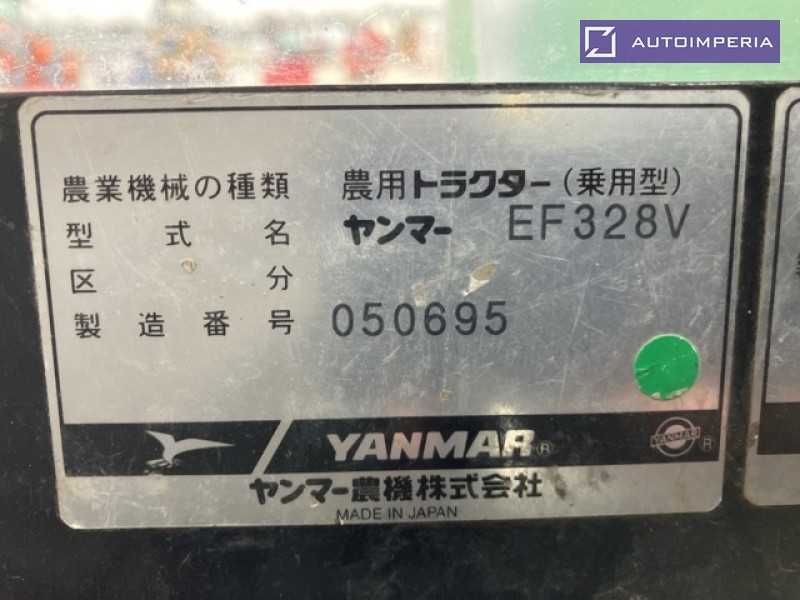 AUTOIMPERIA
農業機械の種類 農用トラクター(乗用型)
型式名 ヤンマー EF328V
区分
製造番号 050695
YANMAR® YANMAR®
ヤンマー農機株式会社
MADE IN JAPAN